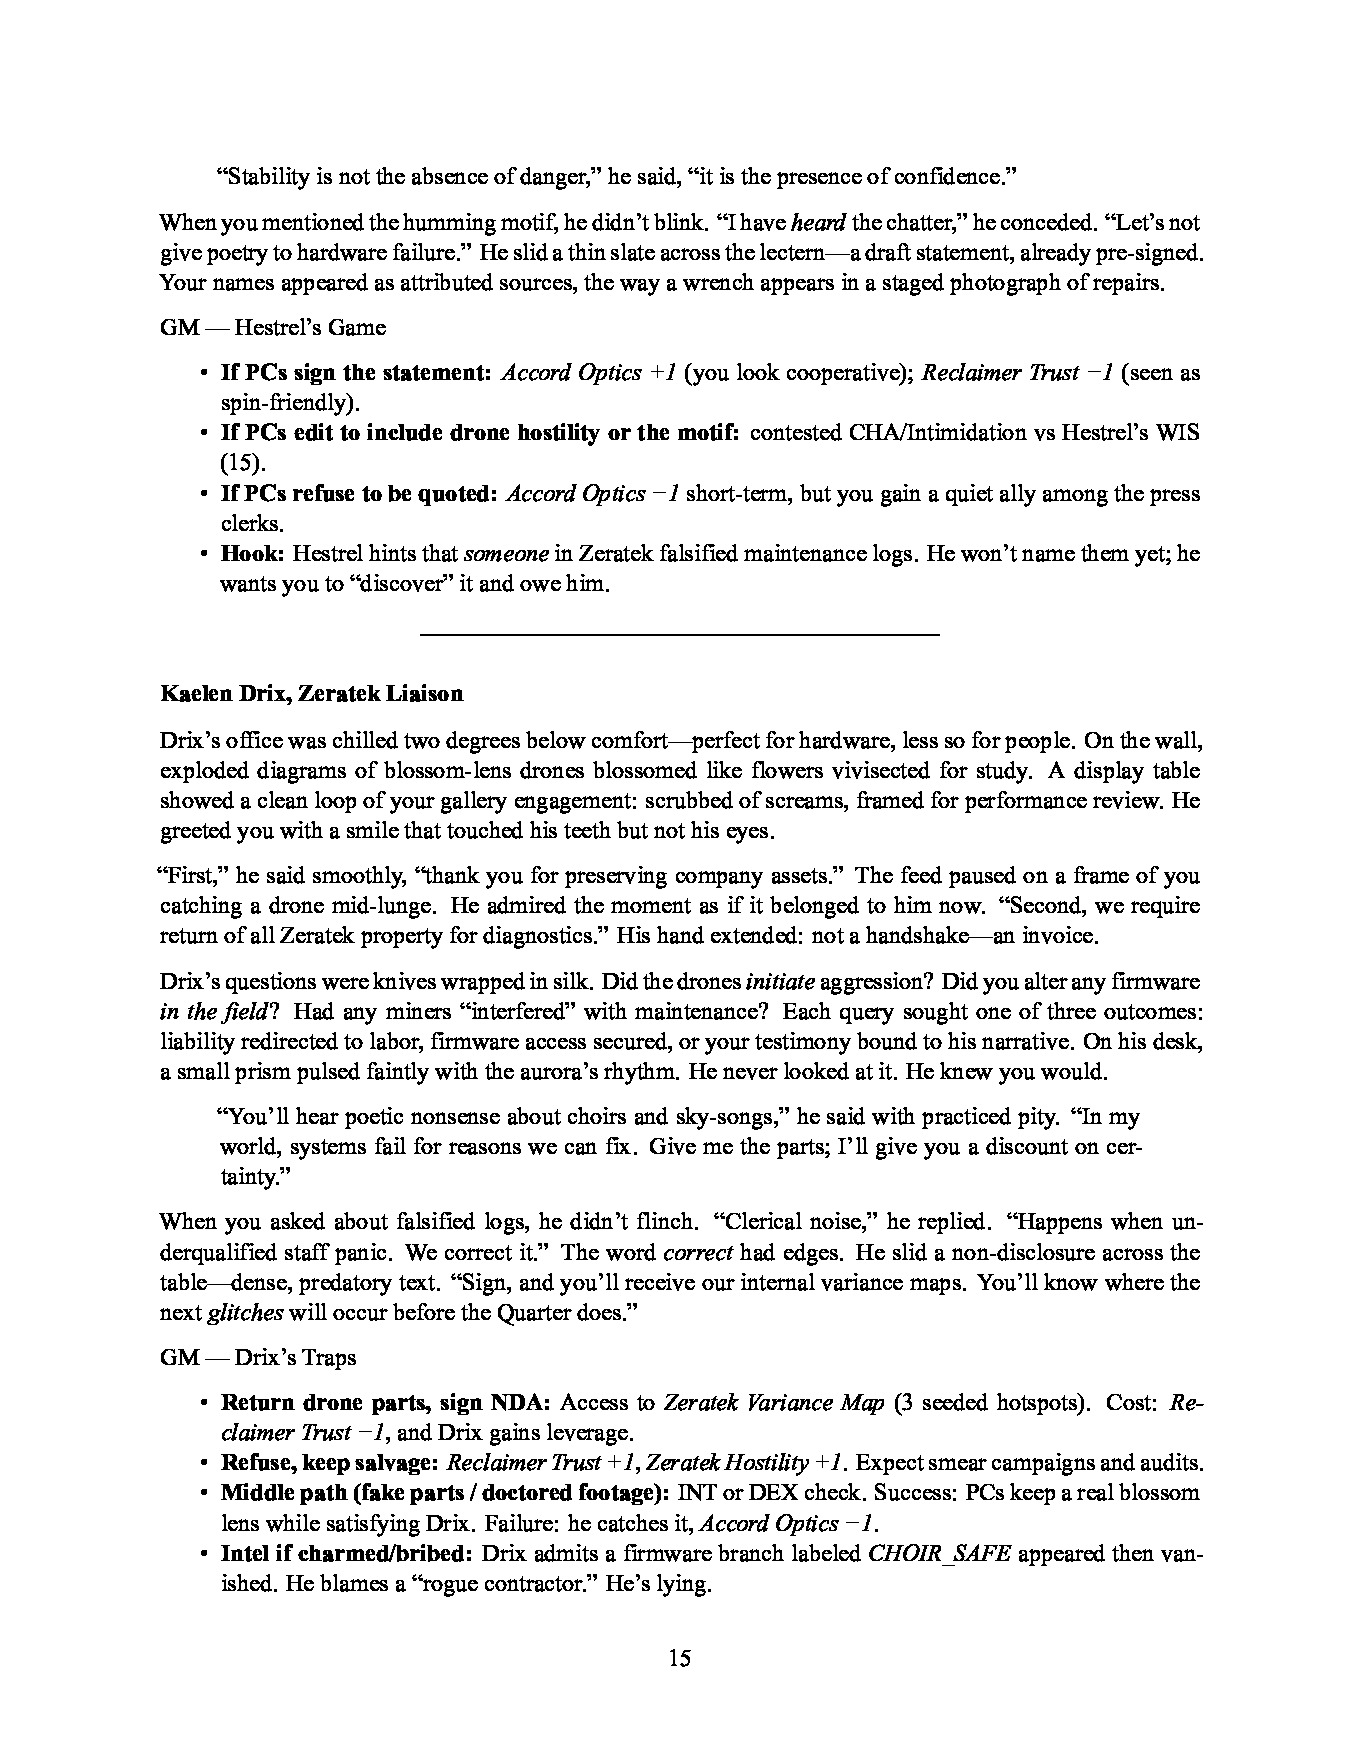 “Stability is not the absence of danger,” he said, “it is the presence of confidence.”
When you mentioned the humming motif, he didn’t blink. “I have heard the chatter,” he conceded. “Let’s not
give poetry to hardware failure.” He slid a thin slate across the lectern—a draft statement, already pre-signed.
Your names appeared as attributed sources, the way a wrench appears in a staged photograph of repairs.
GM — Hestrel’s Game
• If PCs sign the statement: Accord Optics +1 (you look cooperative); Reclaimer Trust −1 (seen as
spin-friendly).
• If PCs edit to include drone hostility or the motif: contested CHA/Intimidation vs Hestrel’s WIS
(15).
• If PCs refuse to be quoted: Accord Optics −1 short-term, but you gain a quiet ally among the press
clerks.
• Hook: Hestrel hints that someone in Zeratek falsified maintenance logs. He won’t name them yet; he
wants you to “discover” it and owe him.
Kaelen Drix, Zeratek Liaison
Drix’s office was chilled two degrees below comfort—perfect for hardware, less so for people. On the wall,
exploded diagrams of blossom-lens drones blossomed like flowers vivisected for study. A display table
showed a clean loop of your gallery engagement: scrubbed of screams, framed for performance review. He
greeted you with a smile that touched his teeth but not his eyes.
“First,” he said smoothly, “thank you for preserving company assets.” The feed paused on a frame of you
catching a drone mid-lunge. He admired the moment as if it belonged to him now. “Second, we require
return of all Zeratek property for diagnostics.” His hand extended: not a handshake—an invoice.
Drix’s questions were knives wrapped in silk. Did the drones initiate aggression? Did you alter any firmware
in the field? Had any miners “interfered” with maintenance? Each query sought one of three outcomes:
liability redirected to labor, firmware access secured, or your testimony bound to his narrative. On his desk,
a small prism pulsed faintly with the aurora’s rhythm. He never looked at it. He knew you would.
“You’ll hear poetic nonsense about choirs and sky-songs,” he said with practiced pity. “In my
world, systems fail for reasons we can fix. Give me the parts; I’ll give you a discount on cer-
tainty.”
When you asked about falsified logs, he didn’t flinch. “Clerical noise,” he replied. “Happens when un-
derqualified staff panic. We correct it.” The word correct had edges. He slid a non-disclosure across the
table—dense, predatory text. “Sign, and you’ll receive our internal variance maps. You’ll know where the
next glitches will occur before the Quarter does.”
GM — Drix’s Traps
• Return drone parts, sign NDA: Access to Zeratek Variance Map (3 seeded hotspots). Cost: Re-
claimer Trust −1, and Drix gains leverage.
• Refuse, keep salvage: Reclaimer Trust +1, Zeratek Hostility +1. Expect smear campaigns and audits.
• Middle path (fake parts / doctored footage): INT or DEX check. Success: PCs keep a real blossom
lens while satisfying Drix. Failure: he catches it, Accord Optics −1.
• Intel if charmed/bribed: Drix admits a firmware branch labeled CHOIR_SAFE appeared then van-
ished. He blames a “rogue contractor.” He’s lying.
15